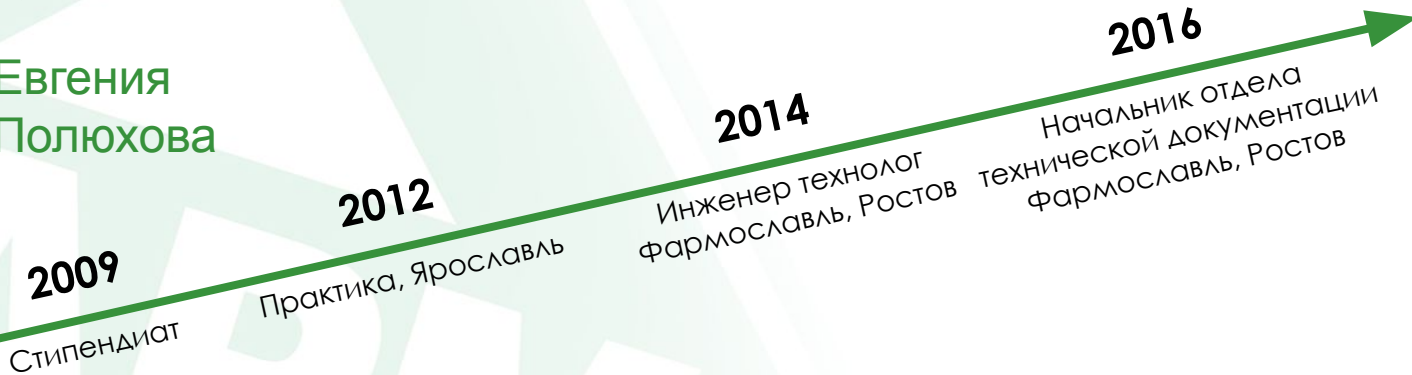 Евгения
Полюхова
2009
Стипендиат
2012
Практика, Ярославль
2014
Инженер технолог
Фармославль, Ростов
2016
Начальник отдела
технической документации
Фармославль, Ростов